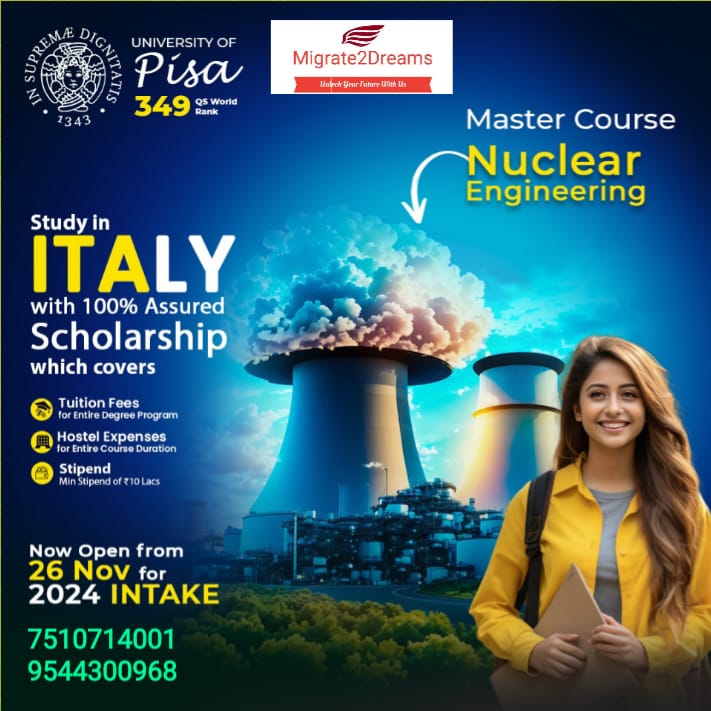 IN SUPREMÆ DIGNITATIS
• 1343 •
UNIVERSITY OF
Pisa
349 QS World
Rank
Migrate2Dreams
Unlock Your Future With Us
Master Course
Nuclear
Engineering
Study in
ITALY
with 100% Assured
Scholarship
which covers
Tuition Fees
for Entire Degree Program
Hostel Expenses
for Entire Course Duration
Stipend
Min Stipend of ₹10 Lacs
Now Open from
26 Nov for
2024 INTAKE
7510714001
9544300968